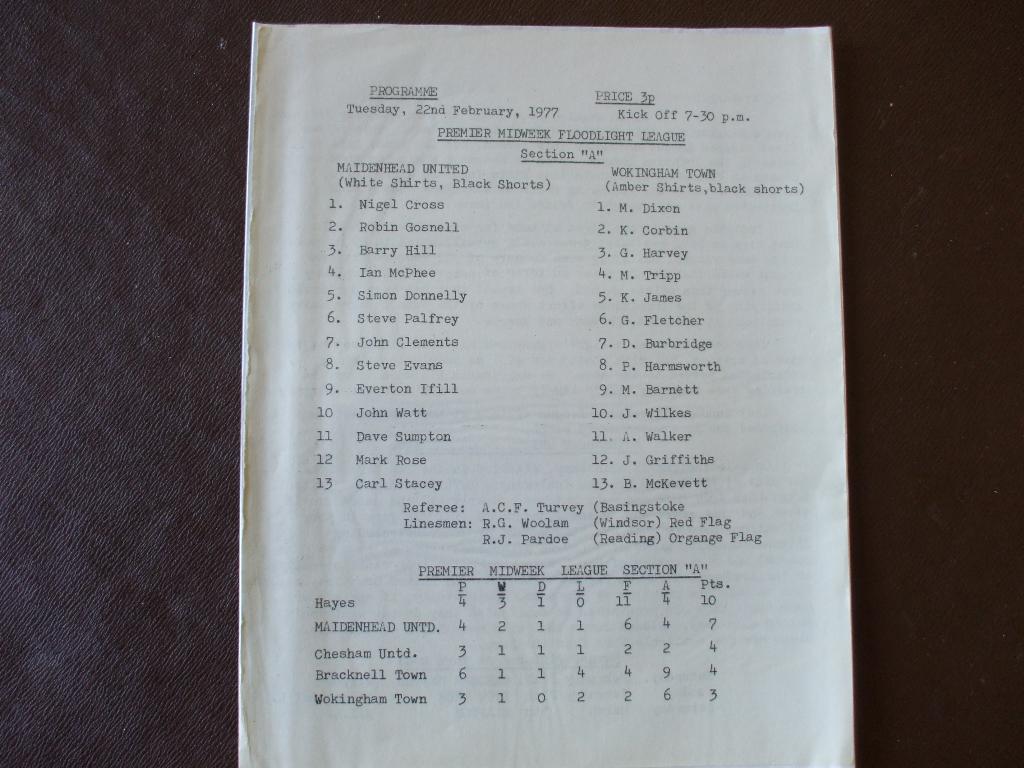 PROGRAMME PRICE 3p
Tuesday, 22nd February, 1977 Kick Off 7-30 p.m.
PREMIER MIDWEEK FLOODLIGHT LEAGUE
Section "A"
MAIDENHEAD UNITED WOKINGHAM TOWN
(White Shirts, Black Shorts) (Amber Shirts,black shorts)
1. Nigel Cross 1. M. Dixon
2. Robin Gosnell 2. K. Corbin
3. Barry Hill 3. G. Harvey
4. Ian McPhee 4. M. Tripp
5. Simon Donnelly 5. K. James
6. Steve Palfrey 6. G. Fletcher
7. John Clements 7. D. Burbridge
8. Steve Evans 8. P. Harmsworth
9. Everton Ifill 9. M. Barnett
10 John Watt 10. J. Wilkes
11 Dave Sumpton 11. A. Walker
12 Mark Rose 12. J. Griffiths
13 Carl Stacey 13. B. McKevett
Referee: A.C.F. Turvey (Basingstoke
Linesmen: R.G. Woolam (Windsor) Red Flag
R.J. Pardoe (Reading) Organge Flag
PREMIER MIDWEEK LEAGUE SECTION "A"
P W D L F A Pts.
Hayes 4 3 1 0 11 4 10
MAIDENHEAD UNTD. 4 2 1 1 6 4 7
Chesham Untd. 3 1 1 1 2 2 4
Bracknell Town 6 1 1 4 4 9 4
Wokingham Town 3 1 0 2 2 6 3